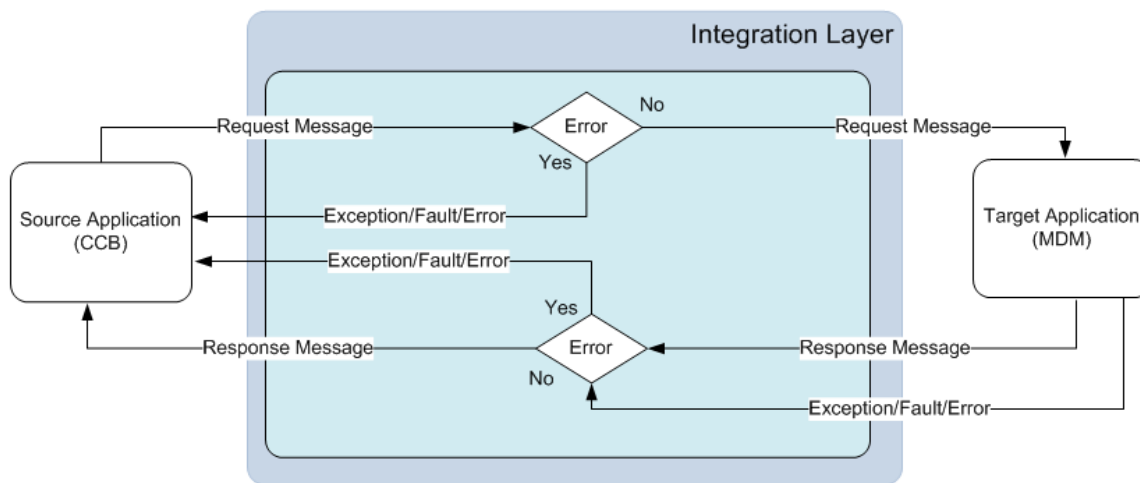 Integration Layer
No
Request Message
Error
Request Message
Yes
Source Application
(CCB)
Exception/Fault/Error
Target Application
(MDM)
Exception/Fault/Error
Yes
Response Message
Error
Response Message
No
Exception/Fault/Error